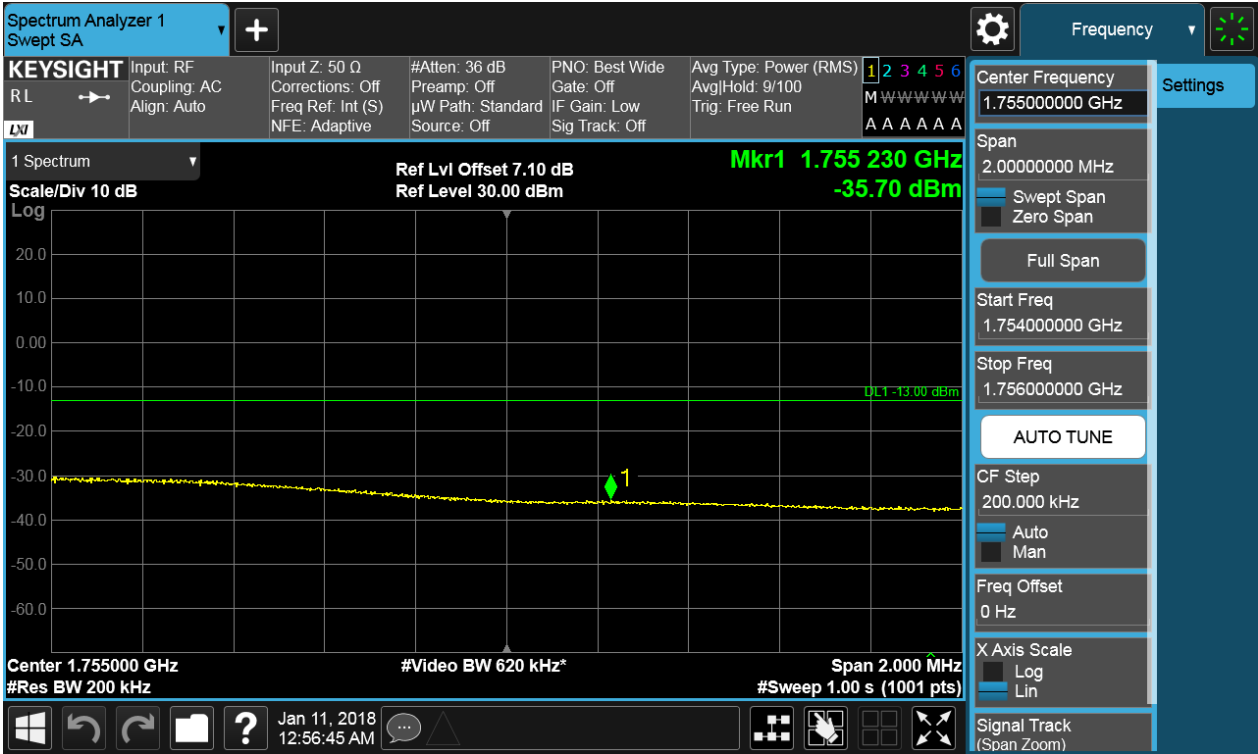 Spectrum Analyzer 1
Swept SA
+
Frequency
KEYSIGHT
R L
LXI
Input: RF
Coupling: AC
Align: Auto
Input Z: 50 Ω
Corrections: Off
Freq Ref: Int (S)
NFE: Adaptive
#Atten: 36 dB
Preamp: Off
µW Path: Standard
Source: Off
PNO: Best Wide
Gate: Off
IF Gain: Low
Sig Track: Off
Avg Type: Power (RMS)
Avg|Hold: 9/100
Trig: Free Run
1 2 3 4 5 6
M W W W W W
A A A A A A
1 Spectrum
Scale/Div 10 dB
Log
Ref Lvl Offset 7.10 dB
Ref Level 30.00 dBm
Mkr1 1.755 230 GHz
-35.70 dBm
20.0
10.0
0.00
-10.0
DL1 -13.00 dBm
-20.0
-30.0
1
-40.0
-50.0
-60.0
Center 1.755000 GHz
#Res BW 200 kHz
#Video BW 620 kHz*
Span 2.000 MHz
#Sweep 1.00 s (1001 pts)
?
Jan 11, 2018
12:56:45 AM
Center Frequency
1.755000000 GHz
Span
2.00000000 MHz
Swept Span
Zero Span
Full Span
Start Freq
1.754000000 GHz
Stop Freq
1.756000000 GHz
AUTO TUNE
CF Step
200.000 kHz
Auto
Man
Freq Offset
0 Hz
X Axis Scale
Log
Lin
Signal Track
(Span Zoom)
Settings